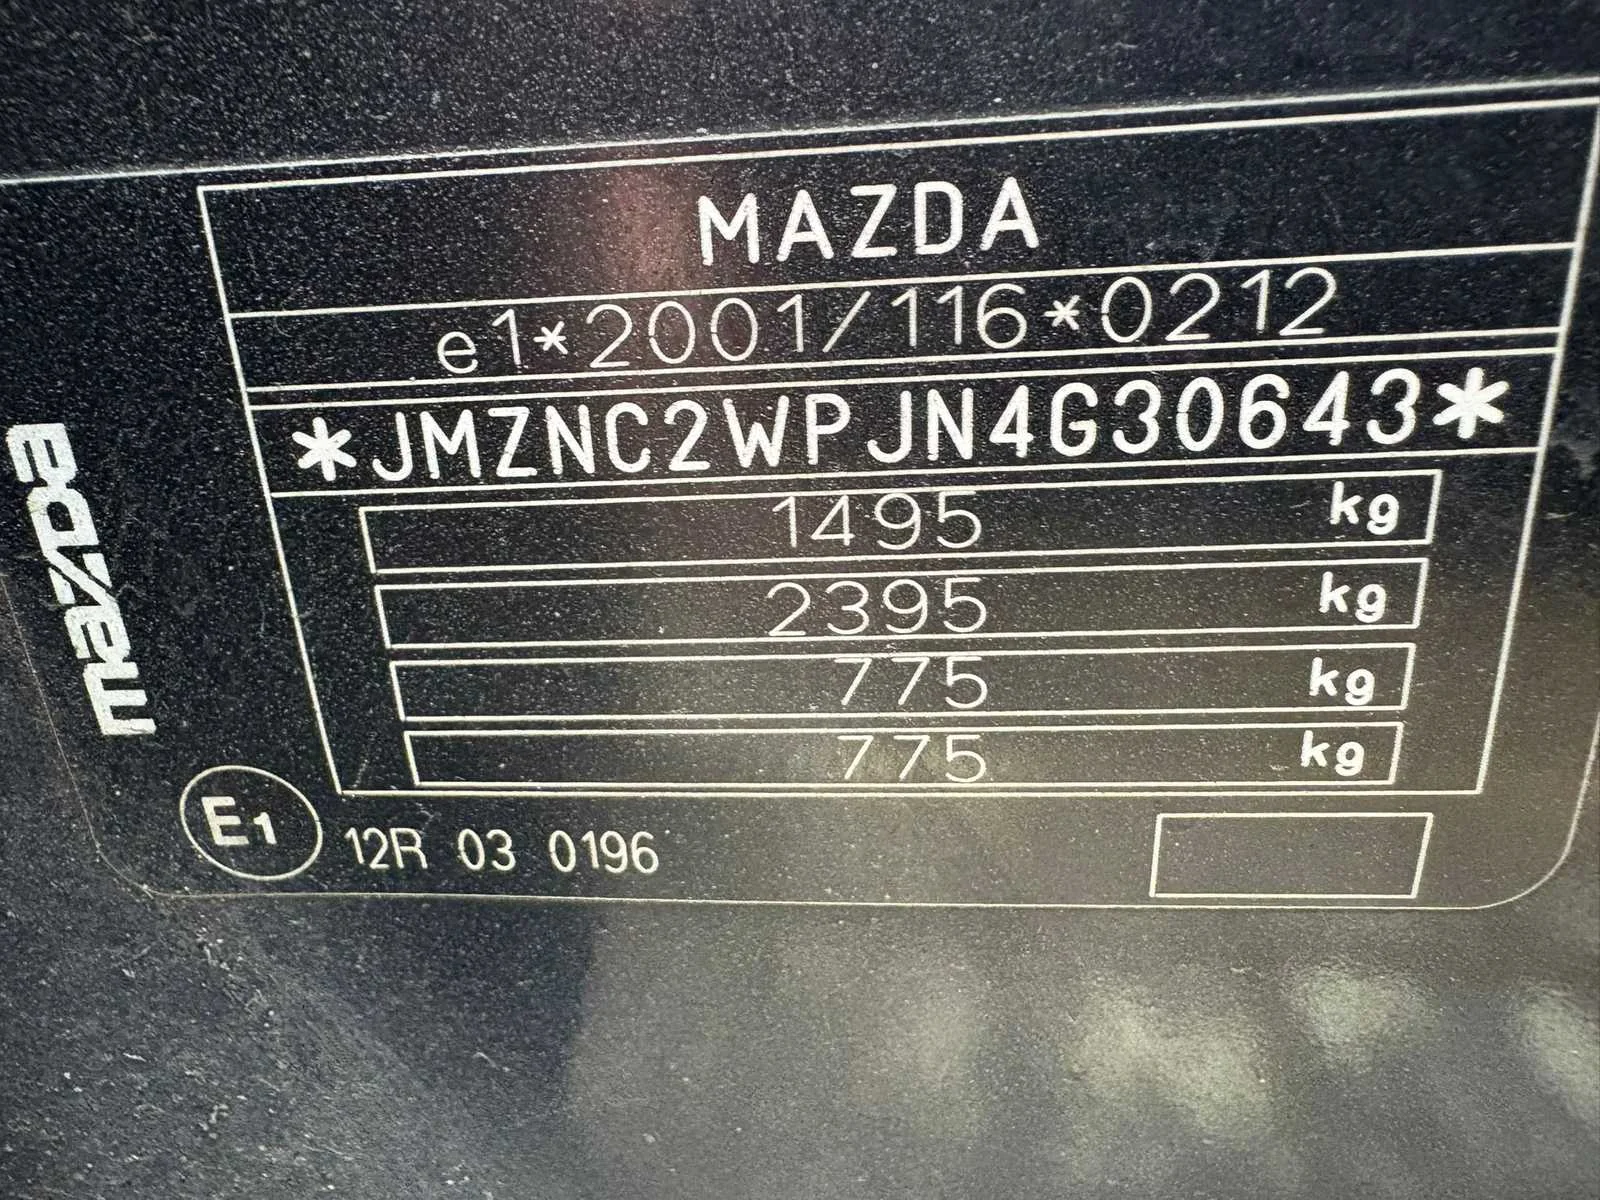 MAZDA
e1*2001/116*0212
*JMZNC2WPJN4G30643*
1495 kg
2395 kg
775 kg
775 kg
mazda
E1 12R 03 0196